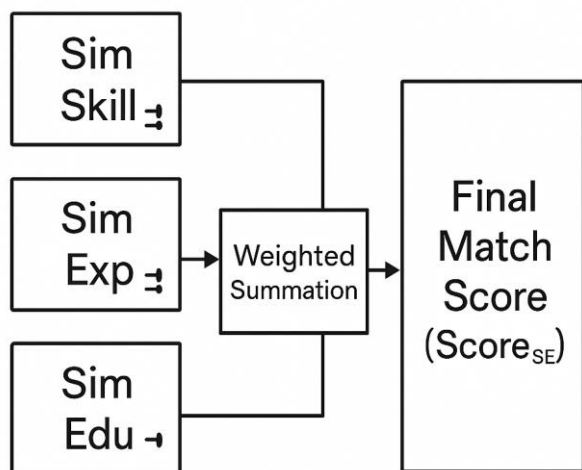 Sim
Skill
Sim
Exp
Sim
Edu
Weighted
Summation
Final
Match
Score
(Score_SE)